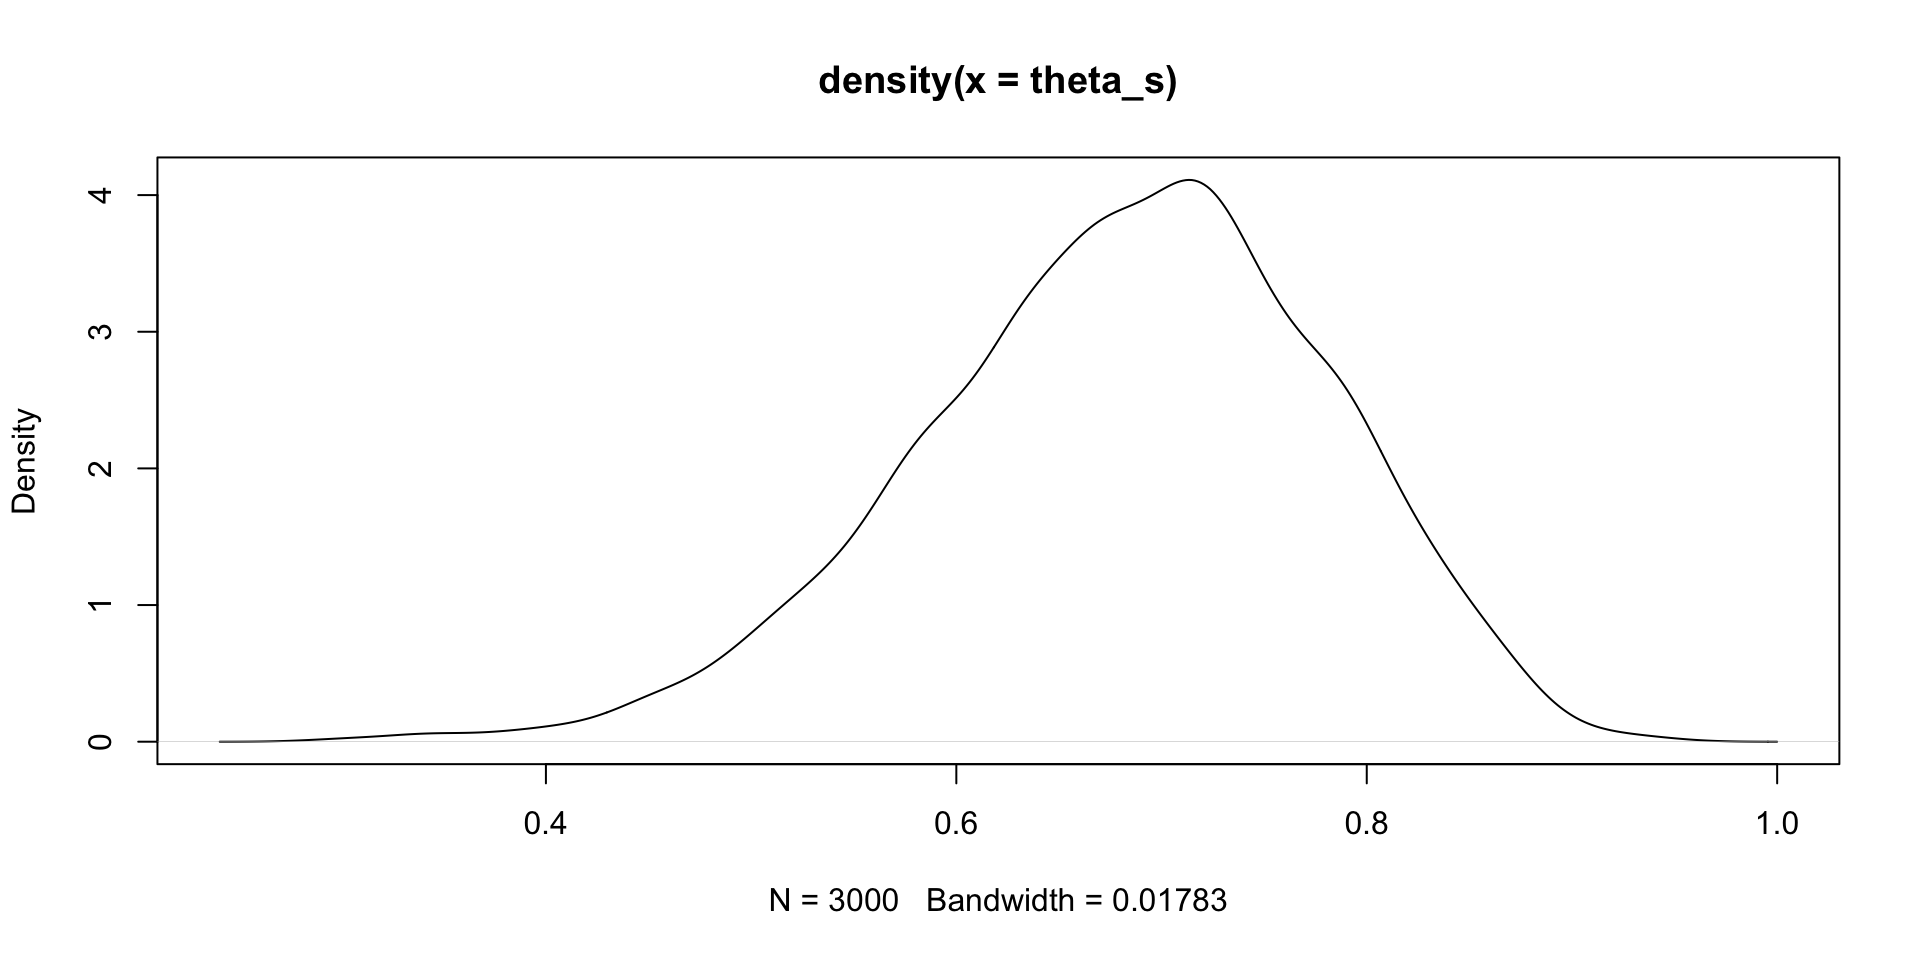 density(x = theta_s)
Density
4
3
2
1
0
0.4 0.6 0.8 1.0
N = 3000 Bandwidth = 0.01783